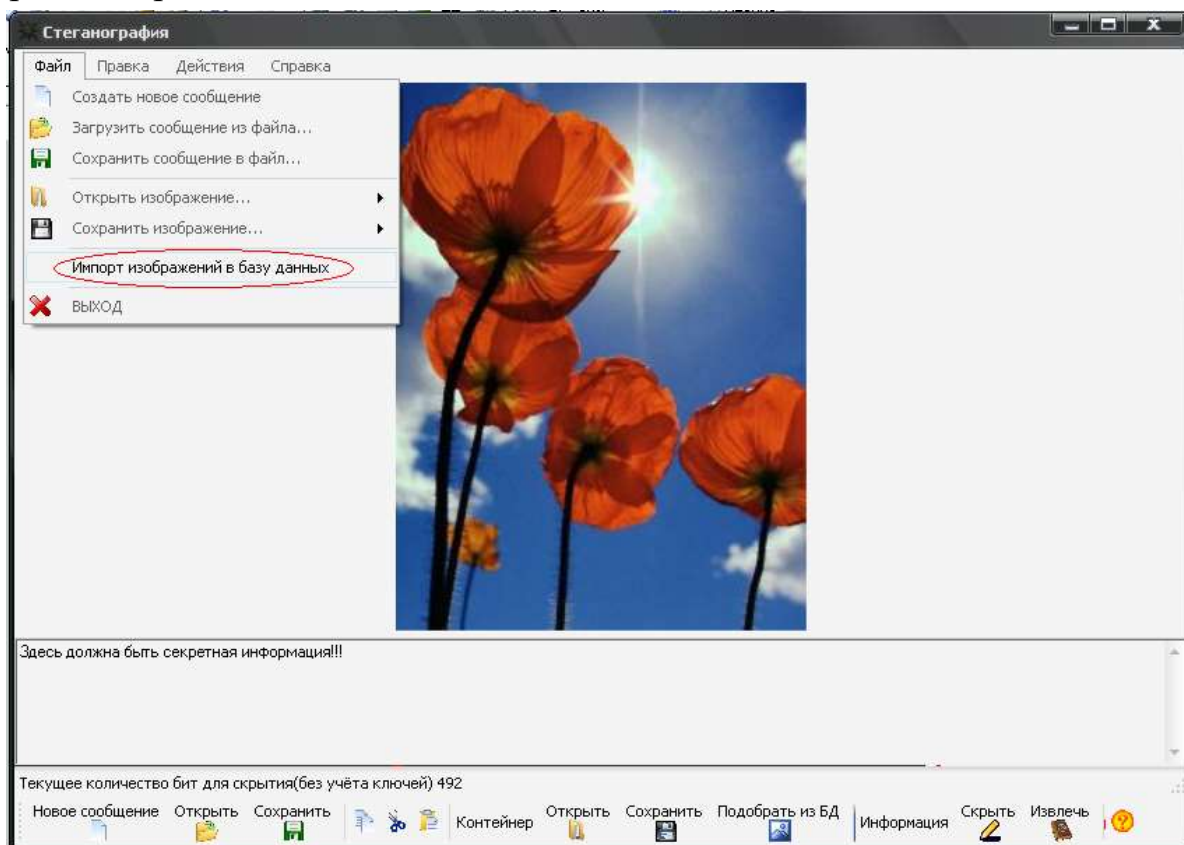 Стеганография
Файл Правка Действия Справка
Создать новое сообщение
Загрузить сообщение из файла...
Сохранить сообщение в файл...
Открыть изображение...
Сохранить изображение...
Импорт изображений в базу данных
ВЫХОД
Здесь должна быть секретная информация!!!
Текущее количество бит для скрытия(без учёта ключей) 492
Новое сообщение Открыть Сохранить Контейнер Открыть Сохранить Подобрать из БД Информация Скрыть Извлечь